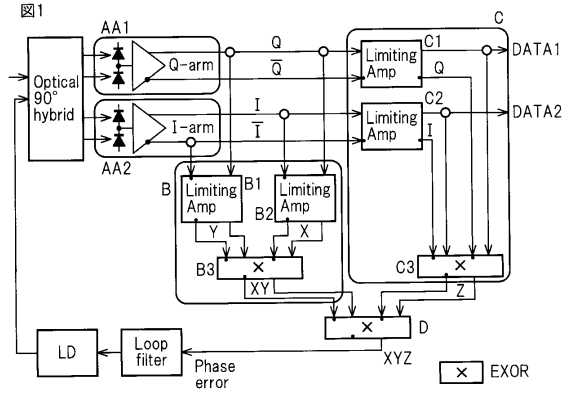 図1
AA1
C
Optical 90° hybrid
Q-arm
Q
Q̅
Limiting Amp
C1
DATA1
Q
I-arm
I
I̅
Limiting Amp
C2
DATA2
I
AA2
B
Limiting Amp
B1
B2
Limiting Amp
Y
X
B3
×
XY
C3
×
Z
×
D
XYZ
LD
Loop filter
Phase error
×
EXOR